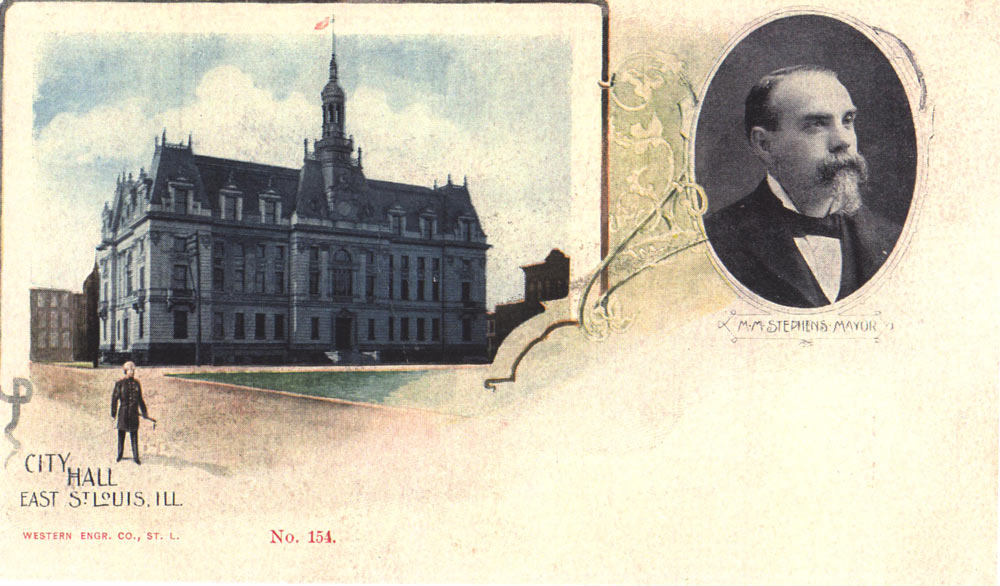 M·M·STEPHENS·MAYOR
CITY
HALL
EAST ST LOUIS, ILL.
WESTERN ENGR. CO., ST. L.
No. 154.